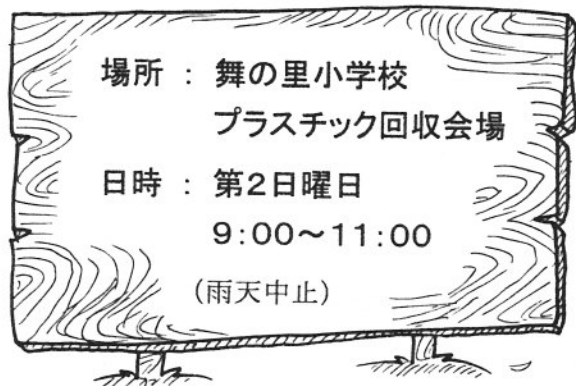 場所 : 舞の里小学校
プラスチック回収会場
日時 : 第2日曜日
9:00～11:00
(雨天中止)